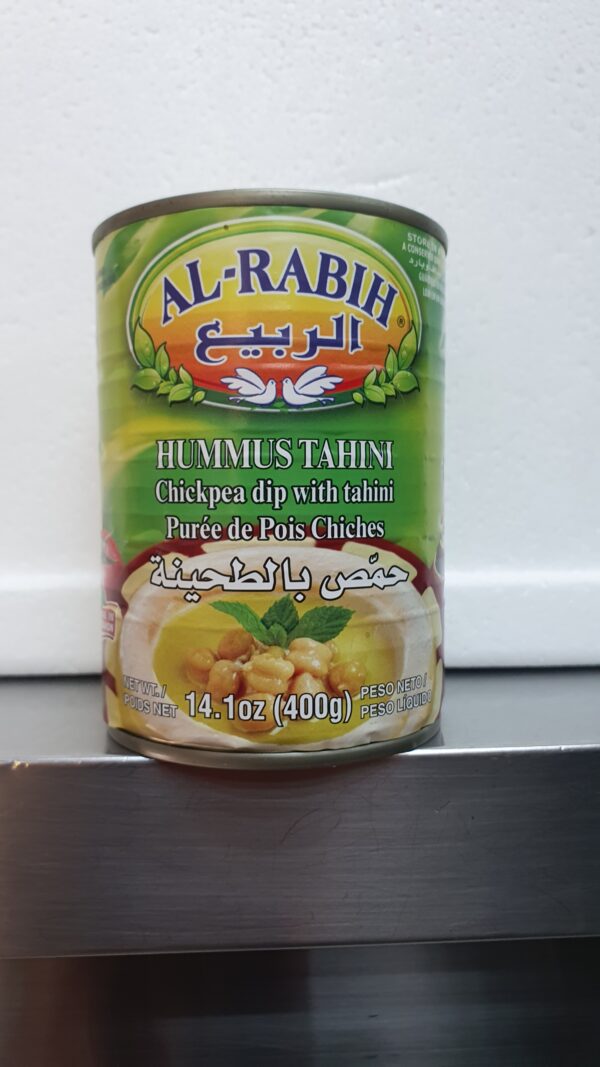 AL-RABIH
®
الربيع
HUMMUS TAHINI
Chickpea dip with tahini
Purée de Pois Chiches
حمّص بالطحينة
NET WT. /
POIDS NET
14.1oz (400g)
PESO NETO /
PESO LÍQUIDO